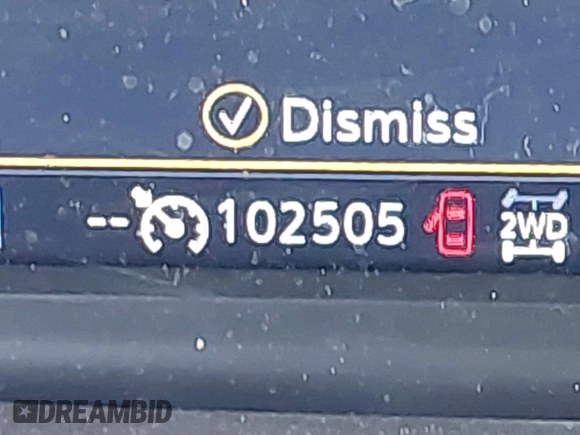 Dismiss
-- 102505 2WD
DREAMBID